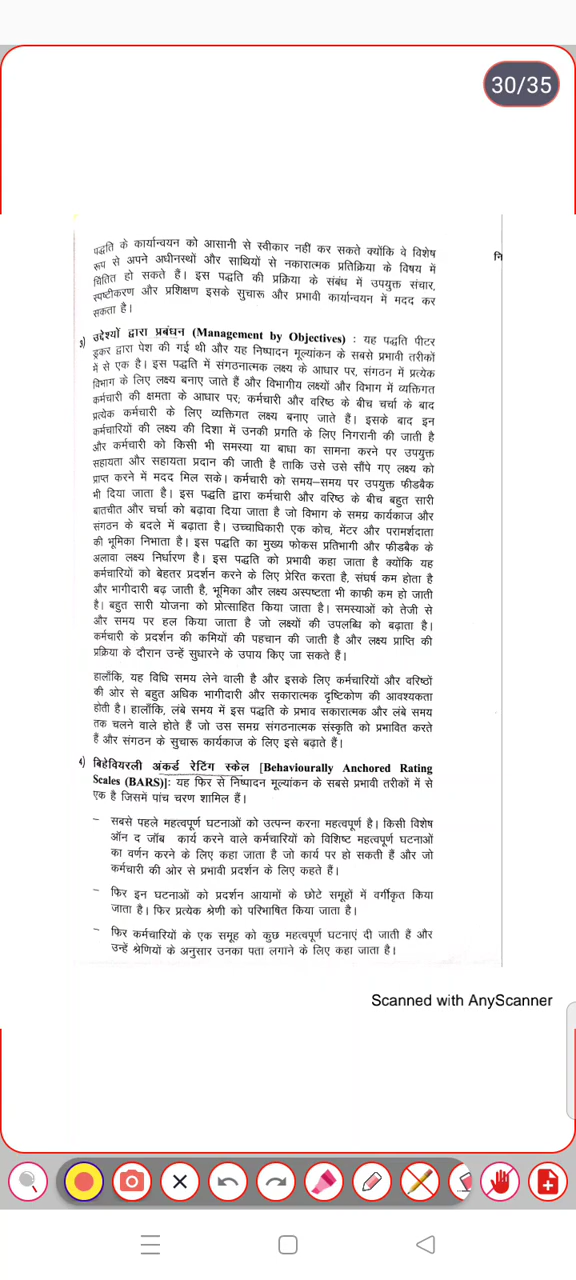 30/35
पद्धति के कार्यान्वयन को आसानी से स्वीकार नहीं कर सकते क्योंकि वे विशेष
रूप से अपने अधीनस्थों और साथियों से नकारात्मक प्रतिक्रिया के विषय में
चिंतित हो सकते हैं। इस पद्धति की प्रक्रिया के संबंध में उपयुक्त संचार,
स्पष्टीकरण और प्रशिक्षण इसके सुचारू और प्रभावी कार्यान्वयन में मदद कर
सकता है।
नि
3) उद्देश्यों द्वारा प्रबंधन (Management by Objectives) : यह पद्धति पीटर
ड्रकर द्वारा पेश की गई थी और यह निष्पादन मूल्यांकन के सबसे प्रभावी तरीकों
में से एक है। इस पद्धति में संगठनात्मक लक्ष्य के आधार पर, संगठन में प्रत्येक
विभाग के लिए लक्ष्य बनाए जाते हैं और विभागीय लक्ष्यों और विभाग में व्यक्तिगत
कर्मचारी की क्षमता के आधार पर; कर्मचारी और वरिष्ठ के बीच चर्चा के बाद
प्रत्येक कर्मचारी के लिए व्यक्तिगत लक्ष्य बनाए जाते हैं। इसके बाद इन
कर्मचारियों की लक्ष्य की दिशा में उनकी प्रगति के लिए निगरानी की जाती है
और कर्मचारी को किसी भी समस्या या बाधा का सामना करने पर उपयुक्त
सहायता और सहायता प्रदान की जाती है ताकि उसे उसे सौंपे गए लक्ष्य को
प्राप्त करने में मदद मिल सके। कर्मचारी को समय–समय पर उपयुक्त फीडबैक
भी दिया जाता है। इस पद्धति द्वारा कर्मचारी और वरिष्ठ के बीच बहुत सारी
बातचीत और चर्चा को बढ़ावा दिया जाता है जो विभाग के समग्र कार्यकाज और
संगठन के बदले में बढ़ाता है। उच्चाधिकारी एक कोच, मेंटर और परामर्शदाता
की भूमिका निभाता है। इस पद्धति का मुख्य फोकस प्रतिभागी और फीडबैक के
अलावा लक्ष्य निर्धारण है। इस पद्धति को प्रभावी कहा जाता है क्योंकि यह
कर्मचारियों को बेहतर प्रदर्शन करने के लिए प्रेरित करता है, संघर्ष कम होता है
और भागीदारी बढ़ जाती है, भूमिका और लक्ष्य अस्पष्टता भी काफी कम हो जाती
है। बहुत सारी योजना को प्रोत्साहित किया जाता है। समस्याओं को तेजी से
और समय पर हल किया जाता है जो लक्ष्यों की उपलब्धि को बढ़ाता है।
कर्मचारी के प्रदर्शन की कमियों की पहचान की जाती है और लक्ष्य प्राप्ति की
प्रक्रिया के दौरान उन्हें सुधारने के उपाय किए जा सकते हैं।
हालाँकि, यह विधि समय लेने वाली है और इसके लिए कर्मचारियों और वरिष्ठों
की ओर से बहुत अधिक भागीदारी और सकारात्मक दृष्टिकोण की आवश्यकता
होती है। हालाँकि, लंबे समय में इस पद्धति के प्रभाव सकारात्मक और लंबे समय
तक चलने वाले होते हैं जो उस समग्र संगठनात्मक संस्कृति को प्रभावित करते
हैं और संगठन के सुचारू कार्यकाज के लिए इसे बढ़ाते हैं।
4) बिहेवियरली अंकर्ड रेटिंग स्केल [Behaviourally Anchored Rating
Scales (BARS)]: यह फिर से निष्पादन मूल्यांकन के सबसे प्रभावी तरीकों में से
एक है जिसमें पांच चरण शामिल हैं।
– सबसे पहले महत्वपूर्ण घटनाओं को उत्पन्न करना महत्वपूर्ण है। किसी विशेष
ऑन द जॉब कार्य करने वाले कर्मचारियों को विशिष्ट महत्वपूर्ण घटनाओं
का वर्णन करने के लिए कहा जाता है जो कार्य पर हो सकती हैं और जो
कर्मचारी की ओर से प्रभावी प्रदर्शन के लिए कहते हैं।
– फिर इन घटनाओं को प्रदर्शन आयामों के छोटे समूहों में वर्गीकृत किया
जाता है। फिर प्रत्येक श्रेणी को परिभाषित किया जाता है।
– फिर कर्मचारियों के एक समूह को कुछ महत्वपूर्ण घटनाएं दी जाती हैं और
उन्हें श्रेणियों के अनुसार उनका पता लगाने के लिए कहा जाता है।
Scanned with AnyScanner